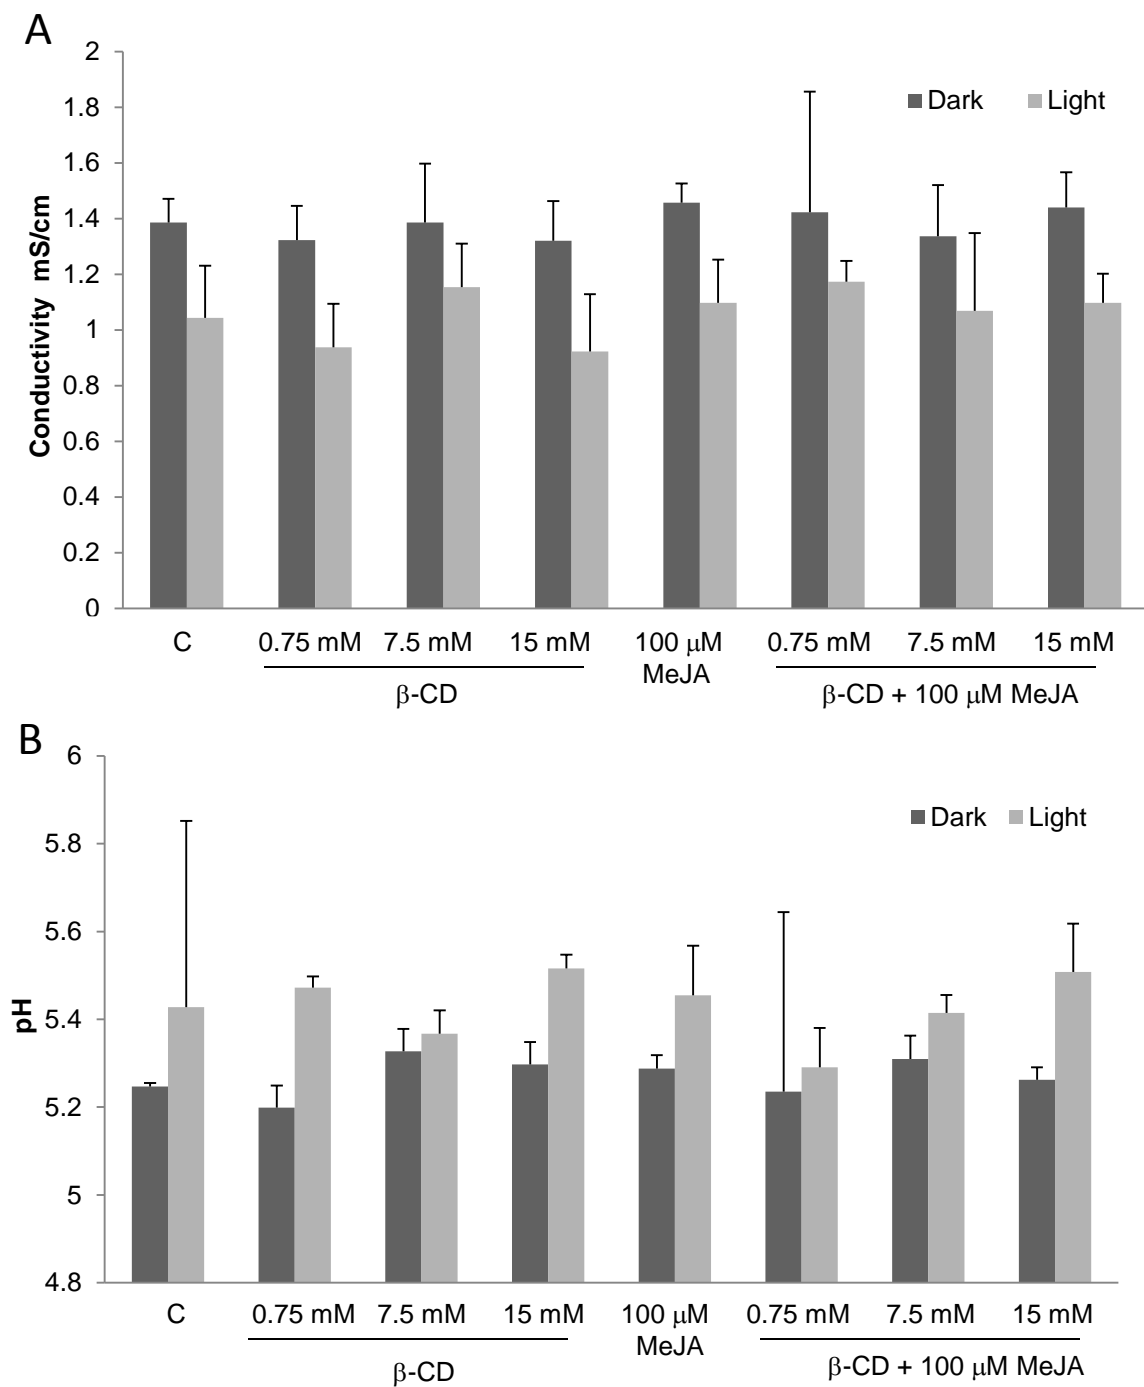 A
2
1.8
1.6
1.4
1.2
1
0.8
0.6
0.4
0.2
0
Conductivity mS/cm
Dark Light
C 0.75 mM 7.5 mM 15 mM 100 μM 0.75 mM 7.5 mM 15 mM
MeJA
β-CD β-CD + 100 μM MeJA
B
6
5.8
5.6
5.4
5.2
5
4.8
pH
Dark Light
C 0.75 mM 7.5 mM 15 mM 100 μM 0.75 mM 7.5 mM 15 mM
MeJA
β-CD β-CD + 100 μM MeJA